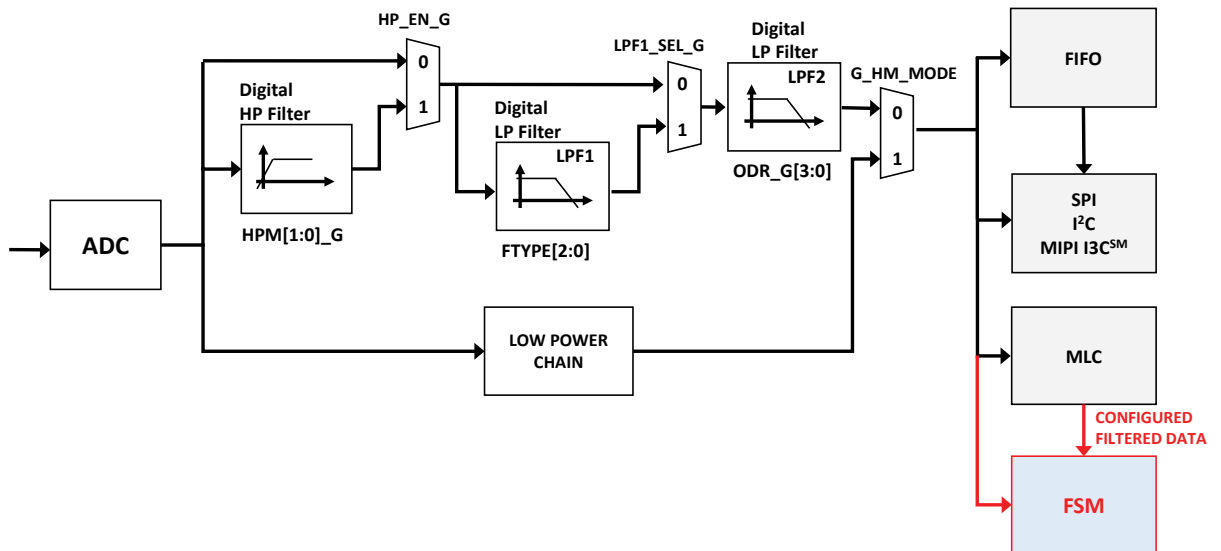 HP_EN_G
0
1
Digital
HP Filter
HPM[1:0]_G
ADC
Digital
LP Filter
LPF1
FTYPE[2:0]
LPF1_SEL_G
0
1
Digital
LP Filter
LPF2
ODR_G[3:0]
G_HM_MODE
0
1
LOW POWER
CHAIN
FIFO
SPI
I²C
MIPI I3Cˢᴹ
MLC
CONFIGURED
FILTERED DATA
FSM